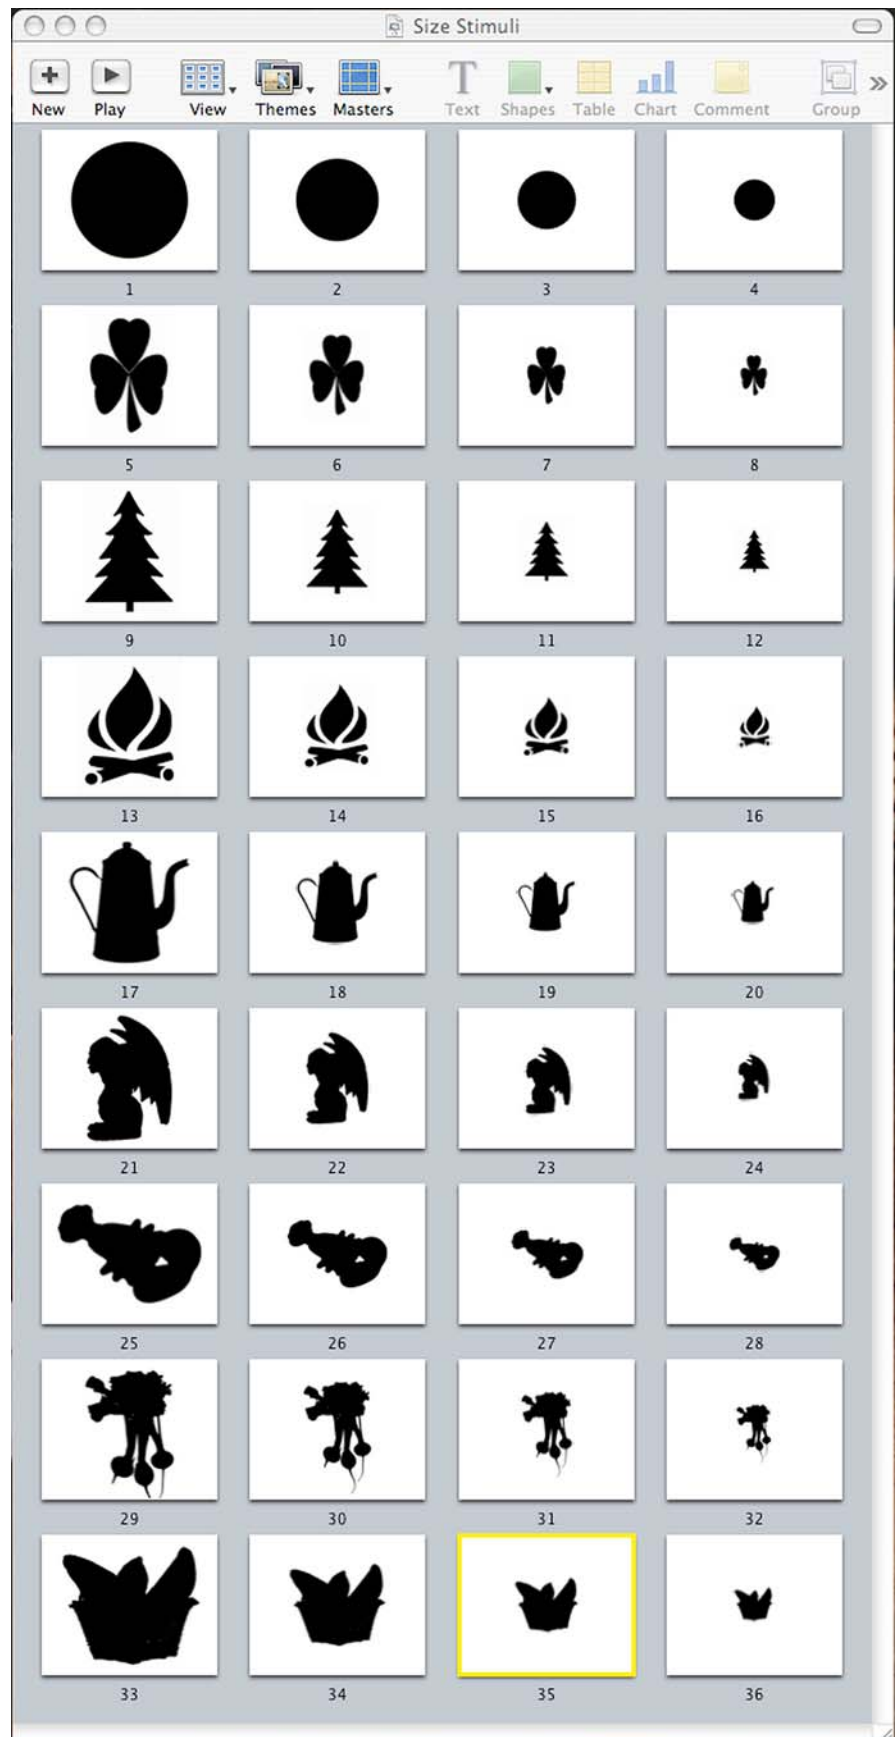 Size Stimuli
New Play View Themes Masters Text Shapes Table Chart Comment Group »
1 2 3 4
5 6 7 8
9 10 11 12
13 14 15 16
17 18 19 20
21 22 23 24
25 26 27 28
29 30 31 32
33 34 35 36